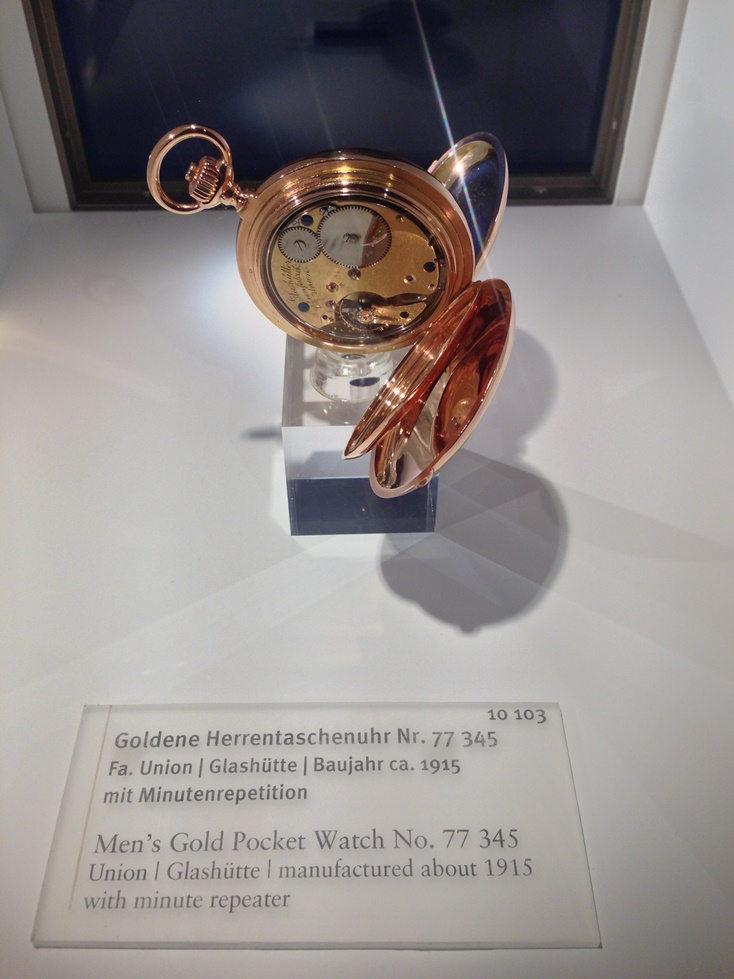 10 103
Goldene Herrentaschenuhr Nr. 77 345
Fa. Union | Glashütte | Baujahr ca. 1915
mit Minutenrepetition
Men's Gold Pocket Watch No. 77 345
Union | Glashütte | manufactured about 1915
with minute repeater